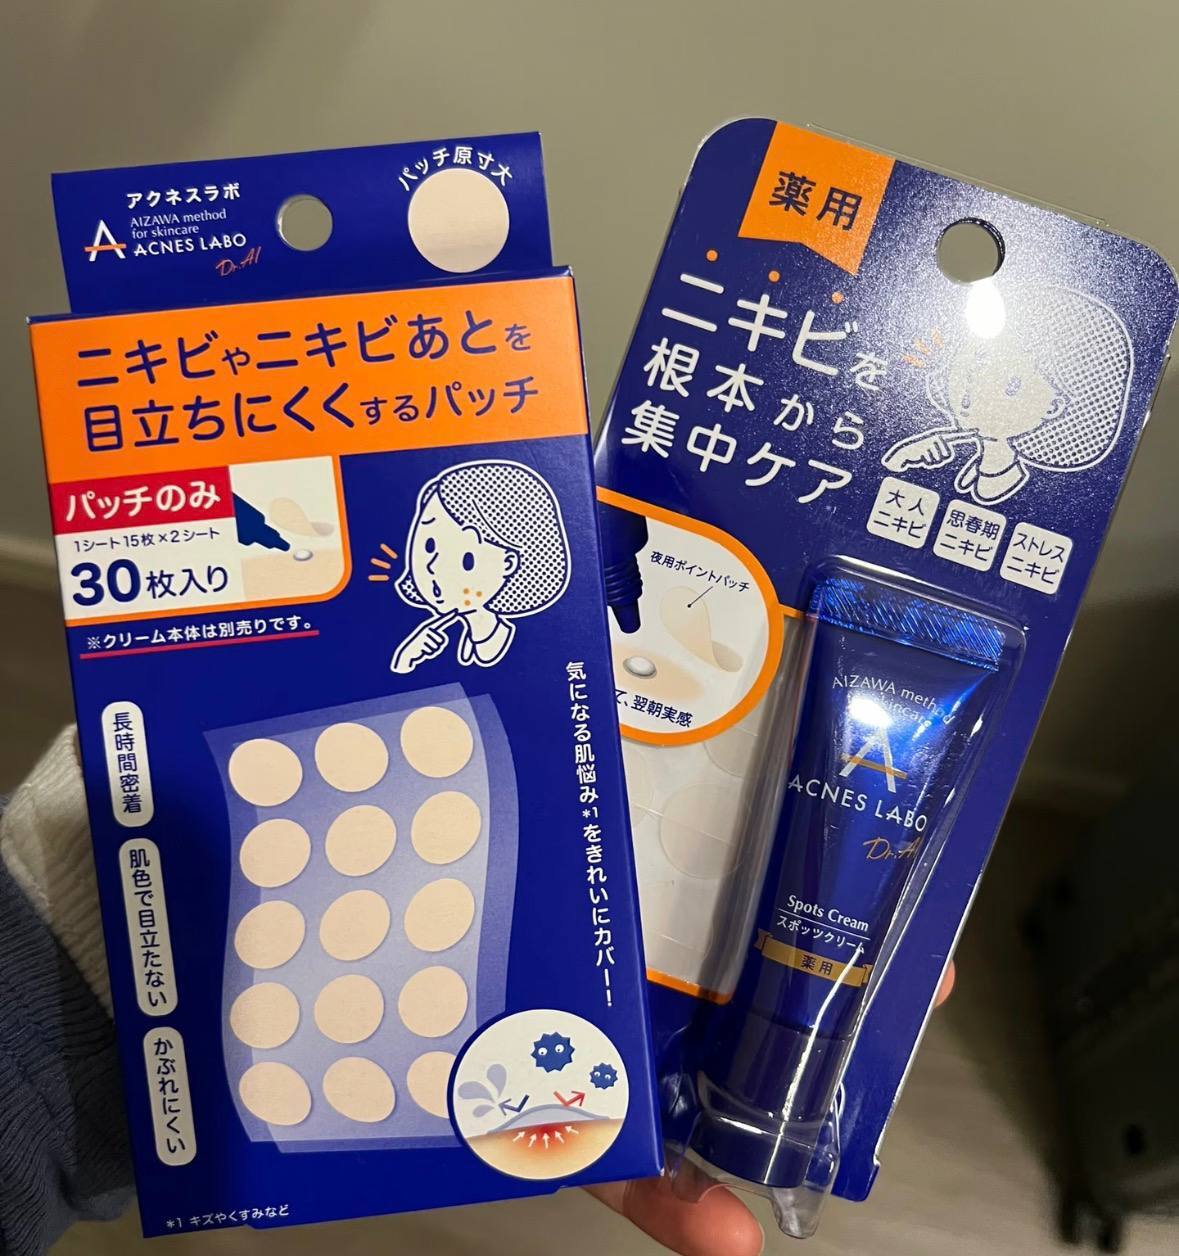 アクネスラボ
AIZAWA method
for skincare
ACNES LABO
Dr.AI
パッチ原寸大
ニキビやニキビあとを
目立ちにくくするパッチ
パッチのみ
1シート15枚×2シート
30枚入り
※クリーム本体は別売りです。
長時間密着
肌色で目立たない
かぶれにくい
気になる肌悩み*1をきれいにカバー!
*1 キズやくすみなど
薬用
ニキビを
根本から
集中ケア
大人
ニキビ
思春期
ニキビ
ストレス
ニキビ
夜用ポイントパッチ
て、翌朝実感
AIZAWA method
for skincare
ACNES LABO
Dr.AI
Spots Cream
スポッツクリーム
薬用